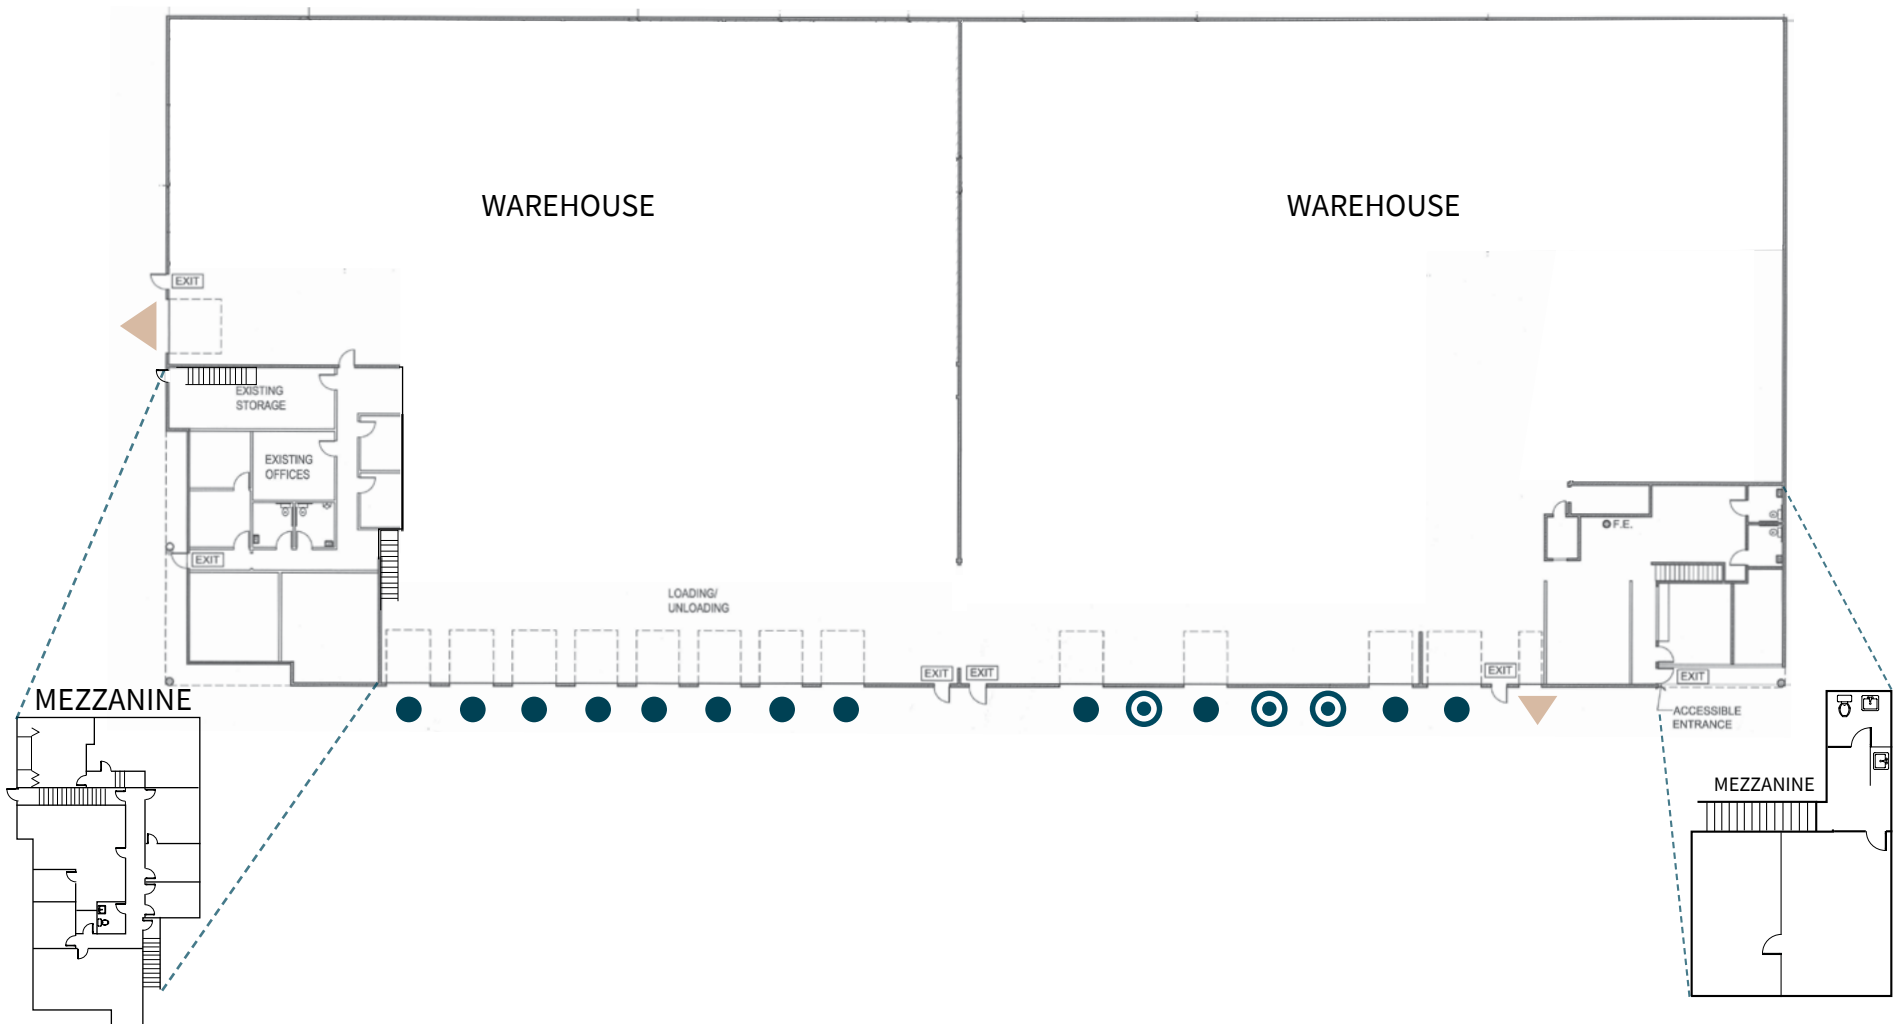 WAREHOUSE
WAREHOUSE
EXIT
EXISTING
STORAGE
EXISTING
OFFICES
F.E.
EXIT
LOADING/
UNLOADING
EXIT
EXIT
EXIT
EXIT
ACCESSIBLE
ENTRANCE
MEZZANINE
MEZZANINE